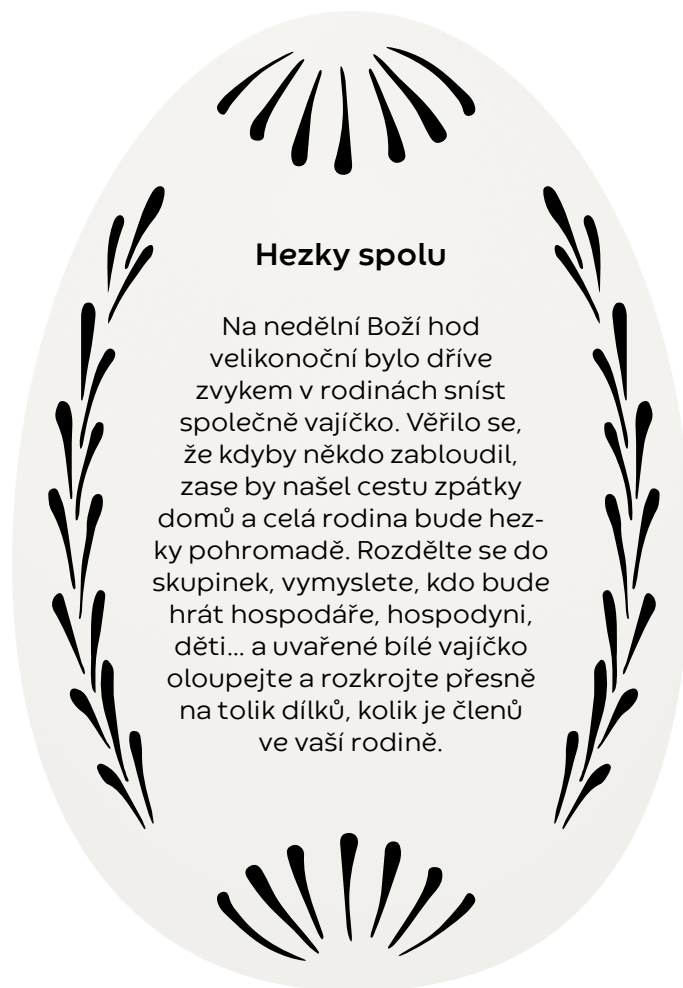 Hezky spolu
Na nedělní Boží hod
velikonoční bylo dříve
zvykem v rodinách sníst
společně vajíčko. Věřilo se,
že kdyby někdo zabloudil,
zase by našel cestu zpátky
domů a celá rodina bude hez-
ky pohromadě. Rozdělte se do
skupinek, vymyslete, kdo bude
hrát hospodáře, hospodyni,
děti... a uvařené bílé vajíčko
oloupejte a rozkrojte přesně
na tolik dílků, kolik je členů
ve vaší rodině.